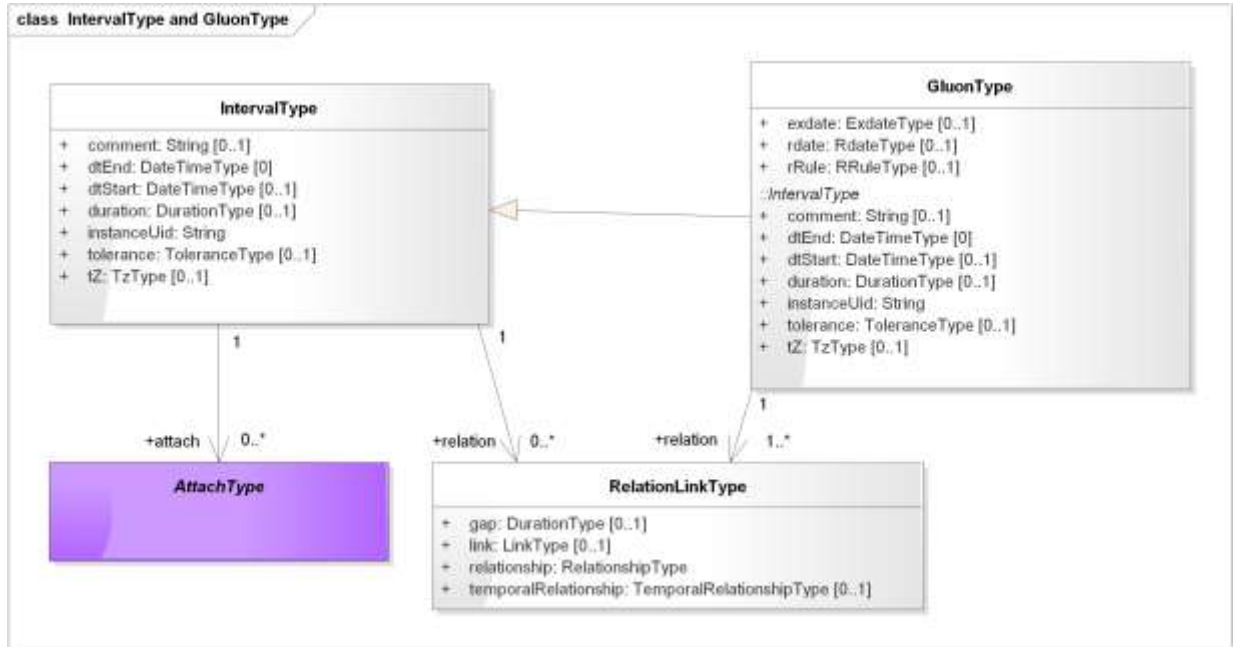 class IntervalType and GluonType
IntervalType
+ comment: String [0..1]
+ dtEnd: DateTimeType [0]
+ dtStart: DateTimeType [0..1]
+ duration: DurationType [0..1]
+ instanceUid: String
+ tolerance: ToleranceType [0..1]
+ tZ: TzType [0..1]
GluonType
+ exdate: ExdateType [0..1]
+ rdate: RdateType [0..1]
+ rRule: RRuleType [0..1]
::IntervalType
+ comment: String [0..1]
+ dtEnd: DateTimeType [0]
+ dtStart: DateTimeType [0..1]
+ duration: DurationType [0..1]
+ instanceUid: String
+ tolerance: ToleranceType [0..1]
+ tZ: TzType [0..1]
1
1
1
+attach 0..*
+relation 0..*
+relation 1..*
AttachType
RelationLinkType
+ gap: DurationType [0..1]
+ link: LinkType [0..1]
+ relationship: RelationshipType
+ temporalRelationship: TemporalRelationshipType [0..1]